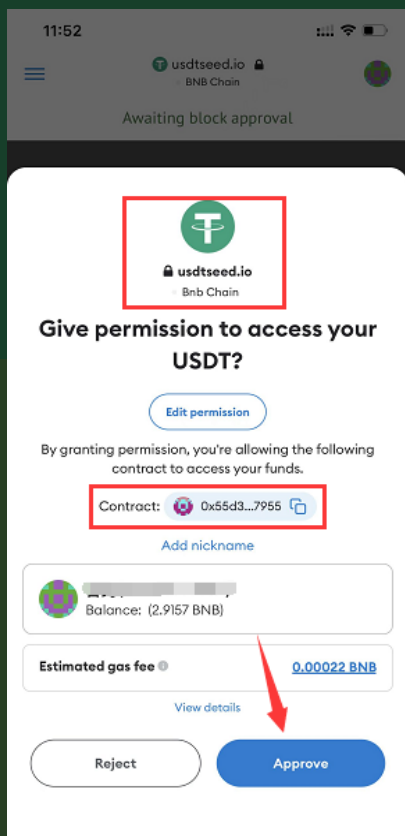 11:52
usdtseed.io
BNB Chain
Awaiting block approval
usdtseed.io
Bnb Chain
Give permission to access your
USDT?
Edit permission
By granting permission, you're allowing the following
contract to access your funds.
Contract: 0x55d3...7955
Add nickname
Balance: (2.9157 BNB)
Estimated gas fee
0.00022 BNB
View details
Reject
Approve